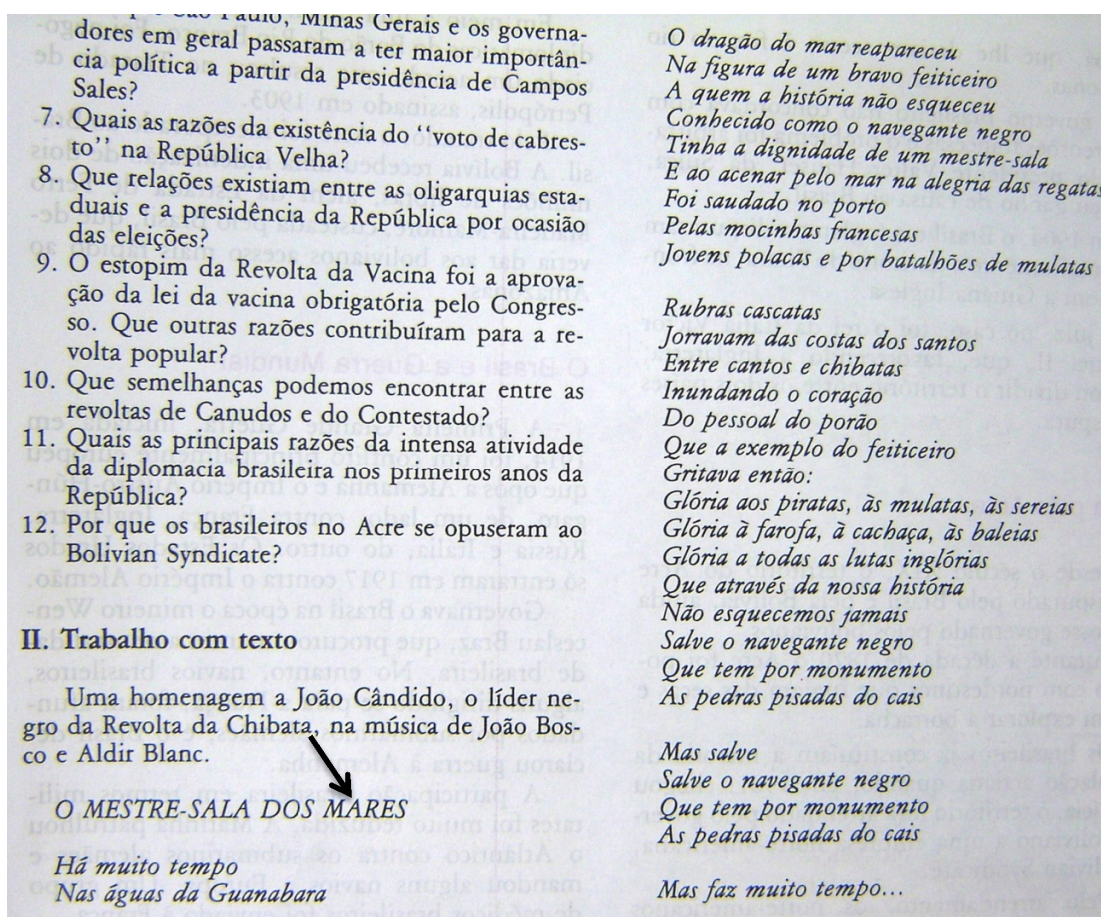 São Paulo, Minas Gerais e os governa-
dores em geral passaram a ter maior importân-
cia política a partir da presidência de Campos
Sales?
7. Quais as razões da existência do "voto de cabres-
to" na República Velha?
8. Que relações existiam entre as oligarquias esta-
duais e a presidência da República por ocasião
das eleições?
9. O estopim da Revolta da Vacina foi a aprova-
ção da lei da vacina obrigatória pelo Congres-
so. Que outras razões contribuíram para a re-
volta popular?
10. Que semelhanças podemos encontrar entre as
revoltas de Canudos e do Contestado?
11. Quais as principais razões da intensa atividade
da diplomacia brasileira nos primeiros anos da
República?
12. Por que os brasileiros no Acre se opuseram ao
Bolivian Syndicate?
II - Trabalho com texto
Uma homenagem a João Cândido, o líder ne-
gro da Revolta da Chibata, na música de João Bos-
co e Aldir Blanc.
O MESTRE-SALA DOS MARES
Há muito tempo
Nas águas da Guanabara
O dragão do mar reapareceu
Na figura de um bravo feiticeiro
A quem a história não esqueceu
Conhecido como o navegante negro
Tinha a dignidade de um mestre-sala
E ao acenar pelo mar na alegria das regatas
Foi saudado no porto
Pelas mocinhas francesas
Jovens polacas e por batalhões de mulatas
Rubras cascatas
Jorravam das costas dos santos
Entre cantos e chibatas
Inundando o coração
Do pessoal do porão
Que a exemplo do feiticeiro
Gritava então:
Glória aos piratas, às mulatas, às sereias
Glória à farofa, à cachaça, às baleias
Glória a todas as lutas inglórias
Que através da nossa história
Não esquecemos jamais
Salve o navegante negro
Que tem por monumento
As pedras pisadas do cais
Mas salve
Salve o navegante negro
Que tem por monumento
As pedras pisadas do cais
Mas faz muito tempo...